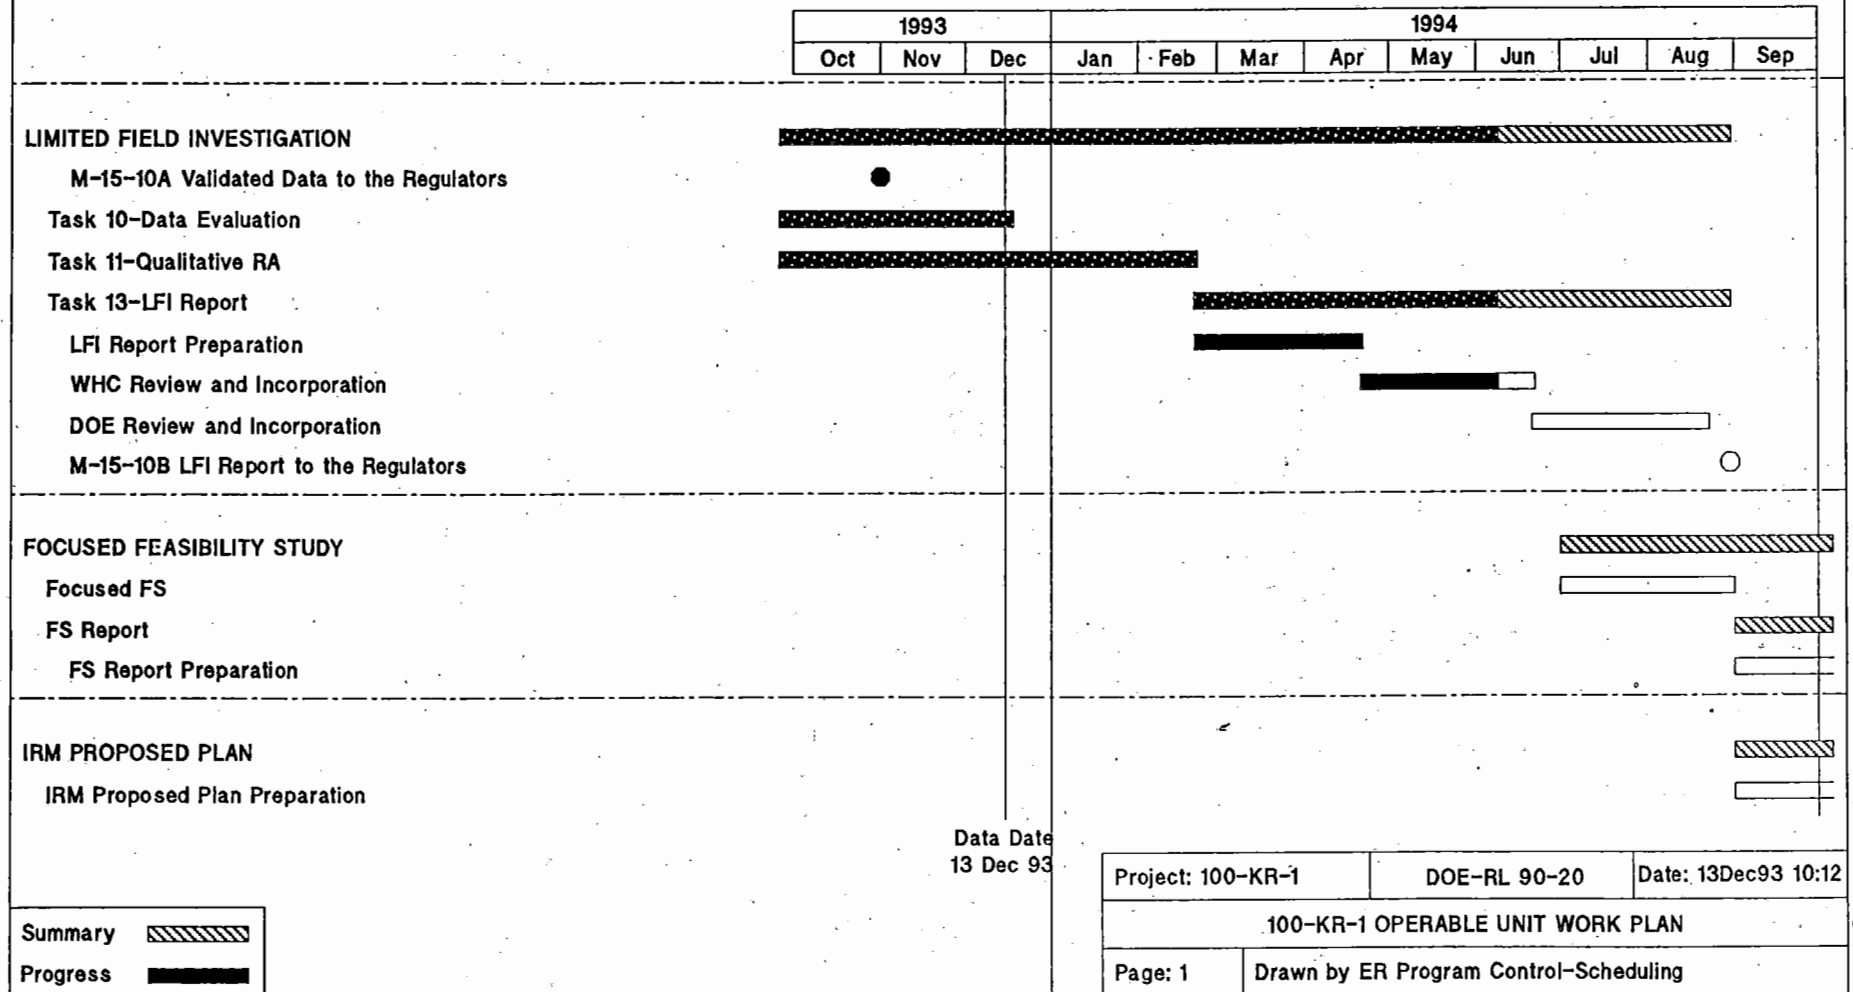 1993 1994
Oct Nov Dec Jan Feb Mar Apr May Jun Jul Aug Sep
LIMITED FIELD INVESTIGATION
M-15-10A Validated Data to the Regulators
Task 10-Data Evaluation
Task 11-Qualitative RA
Task 13-LFI Report
LFI Report Preparation
WHC Review and Incorporation
DOE Review and Incorporation
M-15-10B LFI Report to the Regulators
FOCUSED FEASIBILITY STUDY
Focused FS
FS Report
FS Report Preparation
IRM PROPOSED PLAN
IRM Proposed Plan Preparation
Data Date
13 Dec 93
Project: 100-KR-1 DOE-RL 90-20 Date: 13Dec93 10:12
100-KR-1 OPERABLE UNIT WORK PLAN
Page: 1 Drawn by ER Program Control-Scheduling
Summary
Progress